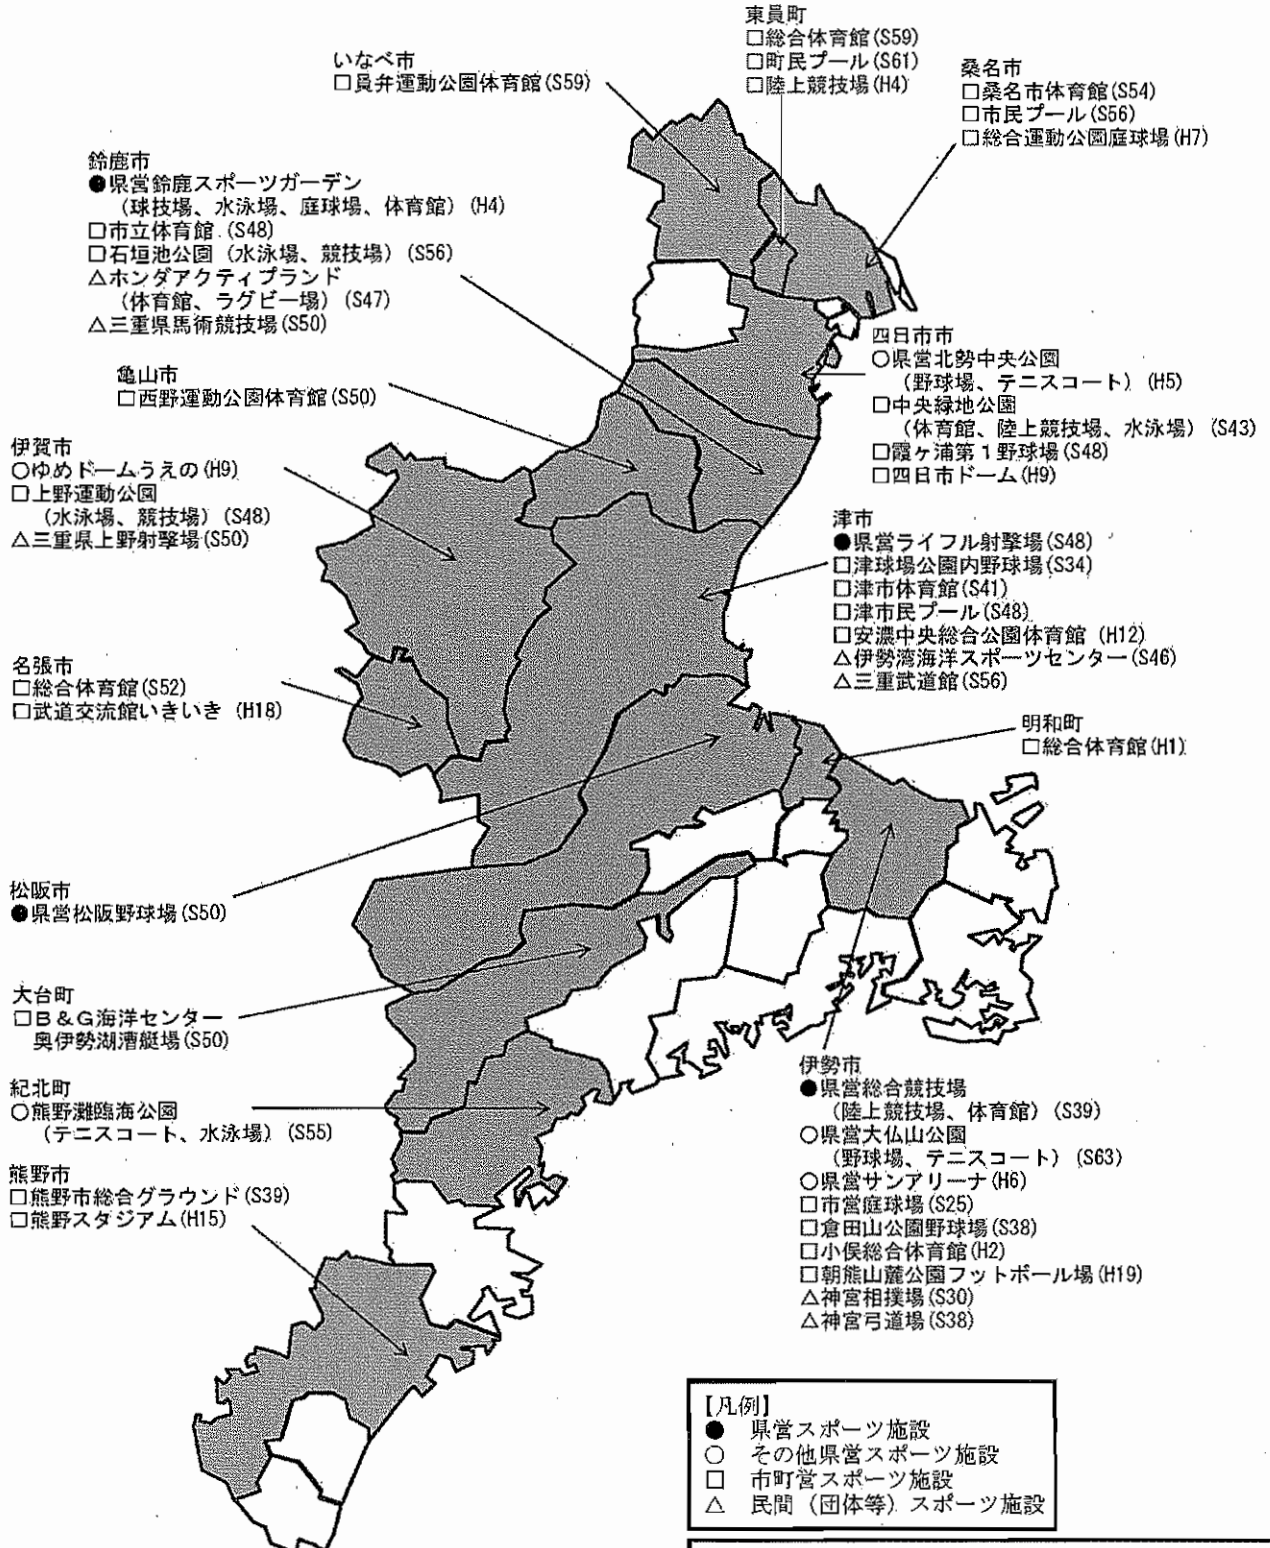 東員町
□総合体育館(S59)
□町民プール(S61)
□陸上競技場(H4)
いなべ市
□員弁運動公園体育館(S59)
桑名市
□桑名市体育館(S54)
□市民プール(S56)
□総合運動公園庭球場(H7)
鈴鹿市
●県営鈴鹿スポーツガーデン
（球技場、水泳場、庭球場、体育館）(H4)
□市立体育館 (S48)
□石垣池公園（水泳場、競技場）(S56)
△ホンダアクティブランド
（体育館、ラグビー場）(S47)
△三重県馬術競技場(S50)
四日市市
○県営北勢中央公園
（野球場、テニスコート）(H5)
□中央緑地公園
（体育館、陸上競技場、水泳場）(S43)
□霞ヶ浦第１野球場(S48)
□四日市ドーム(H9)
亀山市
□西野運動公園体育館(S50)
伊賀市
○ゆめドームうえの(H9)
□上野運動公園
（水泳場、競技場）(S48)
△三重県上野射撃場(S50)
津市
●県営ライフル射撃場(S48)
□津球場公園内野球場(S34)
□津市体育館(S41)
□津市民プール(S48)
□安濃中央総合公園体育館 (H12)
△伊勢湾海洋スポーツセンター(S46)
△三重武道館(S56)
名張市
□総合体育館(S52)
□武道交流館いきいき (H18)
明和町
□総合体育館(H1)
松阪市
●県営松阪野球場(S50)
大台町
□Ｂ＆Ｇ海洋センター
奥伊勢湖漕艇場(S50)
紀北町
○熊野灘臨海公園
（テニスコート、水泳場）(S55)
熊野市
□熊野市総合グラウンド(S39)
□熊野スタジアム(H15)
伊勢市
●県営総合競技場
（陸上競技場、体育館）(S39)
○県営大仏山公園
（野球場、テニスコート）(S63)
○県営サンアリーナ(H6)
□市営庭球場(S25)
□倉田山公園野球場(S38)
□小俣総合体育館(H2)
□朝熊山麓公園フットボール場(H19)
△神宮相撲場(S30)
△神宮弓道場(S38)
【凡例】
● 県営スポーツ施設
○ その他県営スポーツ施設
□ 市町営スポーツ施設
△ 民間（団体等）スポーツ施設